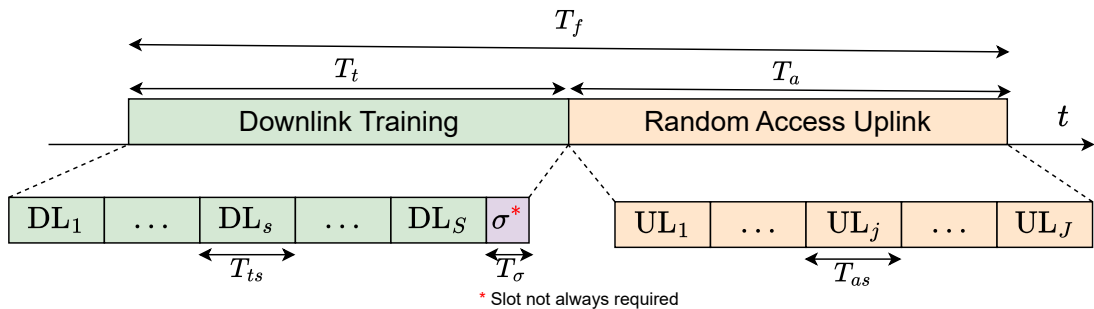 T_f
T_t T_a
Downlink Training Random Access Uplink t
DL_1 ... DL_s ... DL_S σ* UL_1 ... UL_j ... UL_J
T_ts T_σ T_as
* Slot not always required